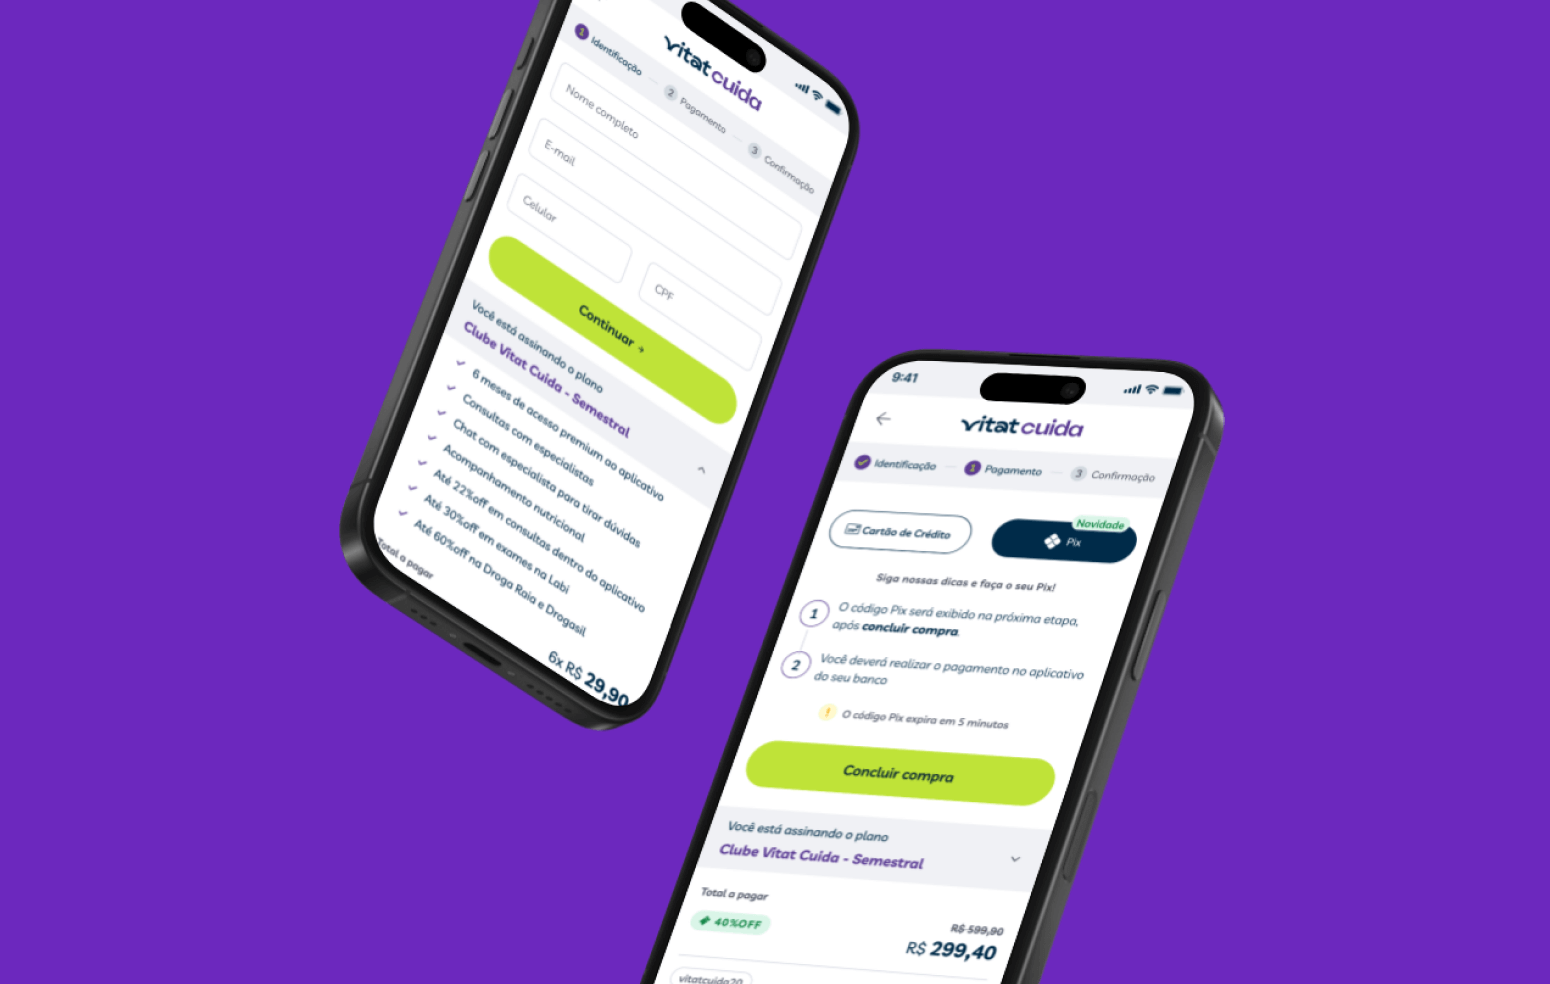 vitat cuida
1 Identificação
2 Pagamento
3 Confirmação
Nome completo
E-mail
Celular
CPF
Continuar →
Você está assinando o plano
Clube Vitat Cuida - Semestral
6 meses de acesso premium ao aplicativo
Consultas com especialistas
Chat com especialista para tirar dúvidas
Acompanhamento nutricional
Até 22%off em consultas dentro do aplicativo
Até 30%off em exames na Labi
Até 60%off na Droga Raia e Drogasil
Total a pagar
6x R$ 29,90
9:41
vitat cuida
Identificação
1 Pagamento
3 Confirmação
Cartão de Crédito
Novidade
Pix
Siga nossas dicas e faça o seu Pix!
1 O código Pix será exibido na próxima etapa,
após concluir compra.
2 Você deverá realizar o pagamento no aplicativo
do seu banco
! O código Pix expira em 5 minutos
Concluir compra
Você está assinando o plano
Clube Vitat Cuida - Semestral
Total a pagar
40%OFF
R$ 599,90
R$ 299,40
vitatcuida20